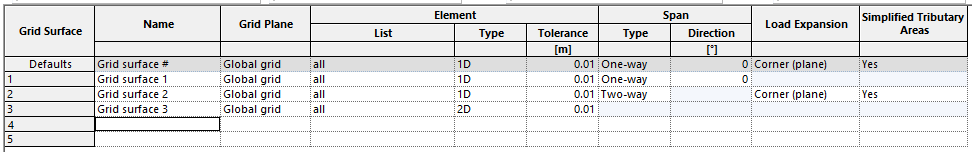 Grid Surface Name Grid Plane Element Span Load Expansion Simplified Tributary Areas
List Type Tolerance Type Direction
[m] [°]
Defaults Grid surface # Global grid all 1D 0.01 One-way 0 Corner (plane) Yes
1 Grid surface 1 Global grid all 1D 0.01 One-way 0
2 Grid surface 2 Global grid all 1D 0.01 Two-way Corner (plane) Yes
3 Grid surface 3 Global grid all 2D 0.01
4
5